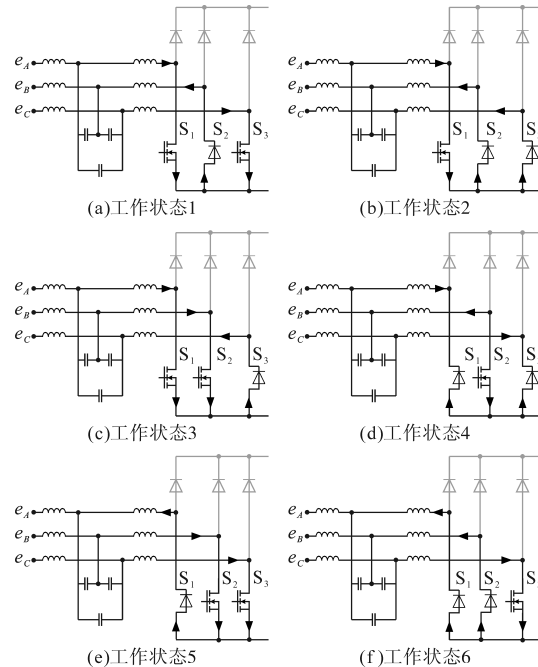 e_A
e_B
e_C
S_1 S_2 S_3
(a)工作状态1
e_A
e_B
e_C
S_1 S_2 S
(b)工作状态2
e_A
e_B
e_C
S_1 S_2 S_3
(c)工作状态3
e_A
e_B
e_C
S_1 S_2 S
(d)工作状态4
e_A
e_B
e_C
S_1 S_2 S_3
(e)工作状态5
e_A
e_B
e_C
S_1 S_2 S
(f)工作状态6